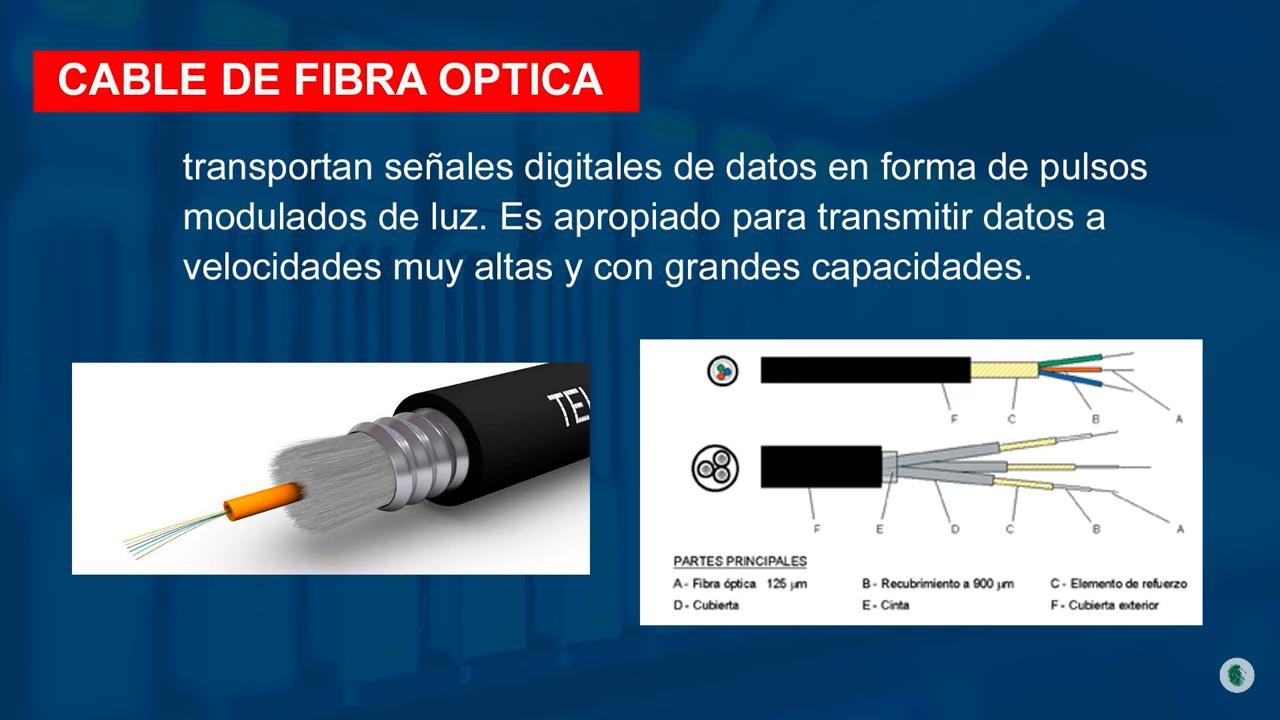 CABLE DE FIBRA OPTICA
transportan señales digitales de datos en forma de pulsos
modulados de luz. Es apropiado para transmitir datos a
velocidades muy altas y con grandes capacidades.
F C B A
F E D C B A
PARTES PRINCIPALES
A - Fibra óptica 125 µm B - Recubrimiento a 900 µm C - Elemento de refuerzo
D - Cubierta E - Cinta F - Cubierta exterior
3